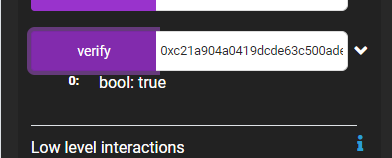 verify 0xc21a904a0419dcde63c500ade
0: bool: true
Low level interactions